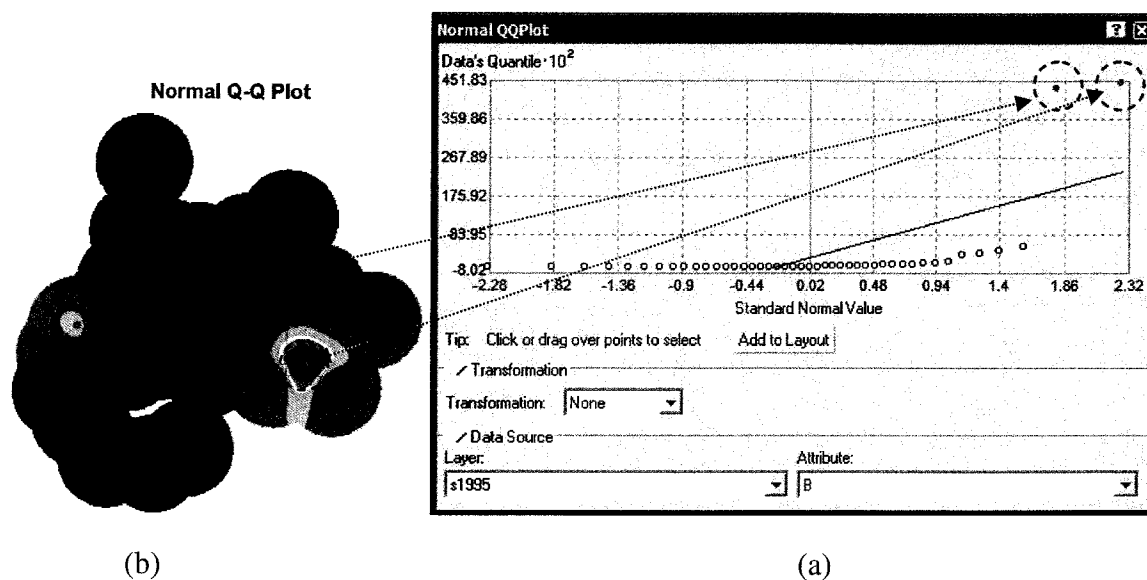 Normal Q-Q Plot
Normal QQPlot
Data's Quantile·10²
451.83
359.86
267.89
175.92
83.95
-8.02
-2.28 -1.82 -1.36 -0.9 -0.44 0.02 0.48 0.94 1.4 1.86 2.32
Standard Normal Value
Tip: Click or drag over points to select Add to Layout
Transformation
Transformation: None
Data Source
Layer: Attribute:
s1995 B
(b) (a)